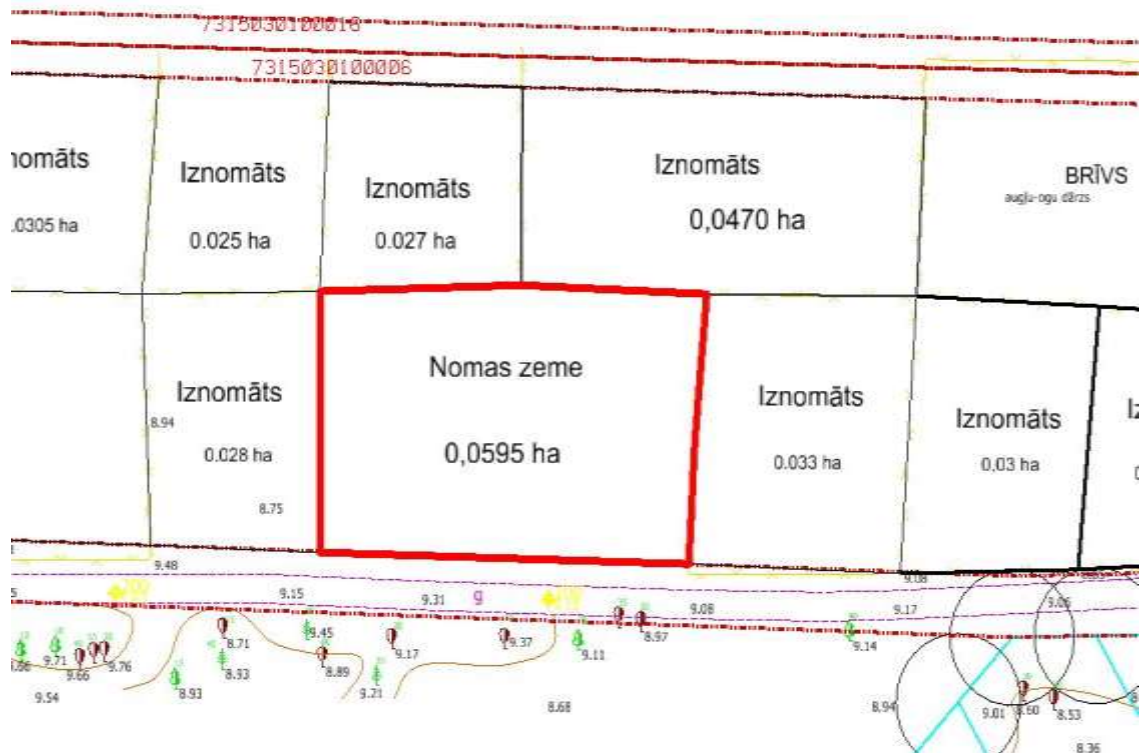 7315030100018
7315030100006
Iznomāts
Iznomāts
Iznomāts
BRĪVS
augļu-ogu dārzs
.0305 ha
0.025 ha
0.027 ha
0,0470 ha
Iznomāts
Nomas zeme
Iznomāts
Iznomāts
8.94
0.028 ha
0,0595 ha
0.033 ha
0,03 ha
8.75
9.48
9.15
9.31
g
9.08
9.08
9.17
9.71
9.66
9.76
8.71
8.93
8.93
9.45
8.89
9.17
9.21
9.37
9.11
8.97
9.14
9.54
8.68
8.94
9.01
8.60
8.53
8.36